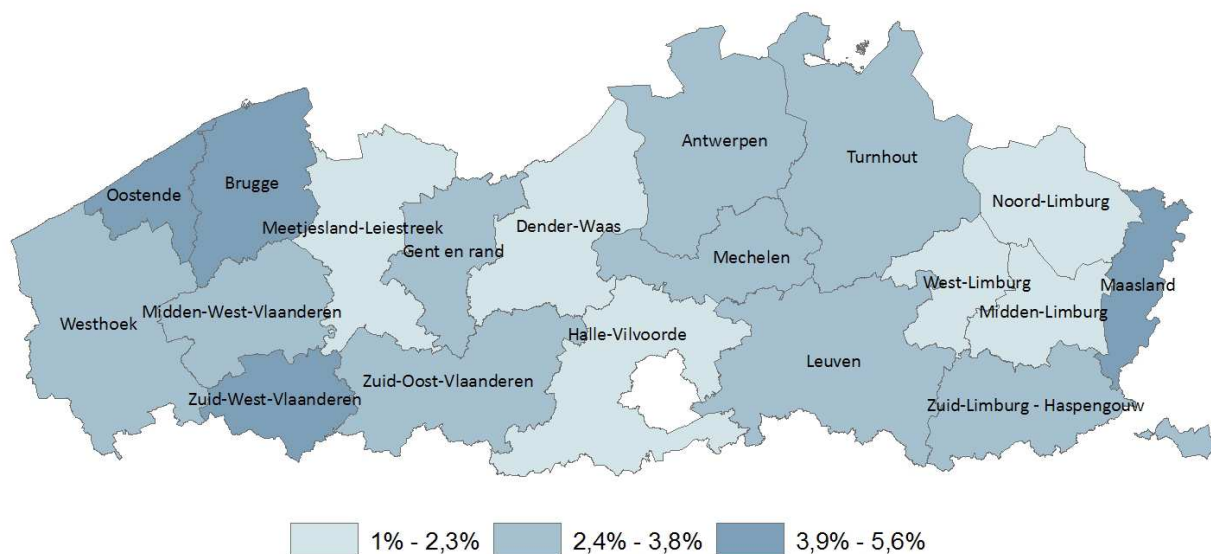 Antwerpen
Turnhout
Brugge
Oostende
Noord-Limburg
Meetjesland-Leiestreek
Dender-Waas
Gent en rand
Mechelen
West-Limburg
Maasland
Midden-West-Vlaanderen
Midden-Limburg
Westhoek
Halle-Vilvoorde
Leuven
Zuid-Oost-Vlaanderen
Zuid-West-Vlaanderen
Zuid-Limburg - Haspengouw
1% - 2,3%
2,4% - 3,8%
3,9% - 5,6%